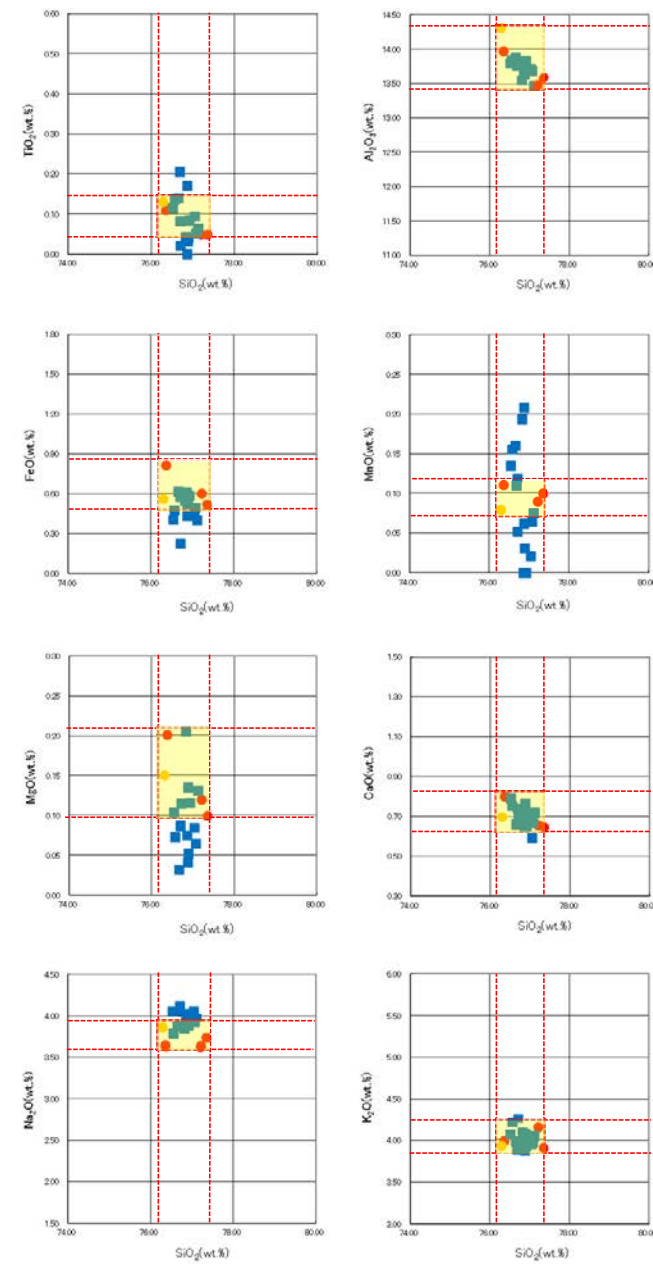 TiO₂(wt.%)
0.60
0.50
0.40
0.30
0.20
0.10
0.00
74.00 76.00 78.00 80.00
SiO₂(wt.%)
Al₂O₃(wt.%)
14.50
14.00
13.50
13.00
12.50
12.00
11.50
11.00
74.00 76.00 78.00 80.0
SiO₂(wt.%)
FeO(wt.%)
1.80
1.50
1.20
0.90
0.60
0.30
0.00
74.00 76.00 78.00 80.00
SiO₂(wt.%)
MnO(wt.%)
0.30
0.25
0.20
0.15
0.10
0.05
0.00
74.00 76.00 78.00 80.0
SiO₂(wt.%)
MgO(wt.%)
0.30
0.25
0.20
0.15
0.10
0.05
0.00
74.00 76.00 78.00 80.00
SiO₂(wt.%)
CaO(wt.%)
1.50
1.30
1.10
0.90
0.70
0.50
0.30
74.00 76.00 78.00 80.0
SiO₂(wt.%)
Na₂O(wt.%)
4.50
4.00
3.50
3.00
2.50
2.00
1.50
74.00 76.00 78.00 80.00
SiO₂(wt.%)
K₂O(wt.%)
6.00
5.50
5.00
4.50
4.00
3.50
3.00
74.00 76.00 78.00 80.0
SiO₂(wt.%)